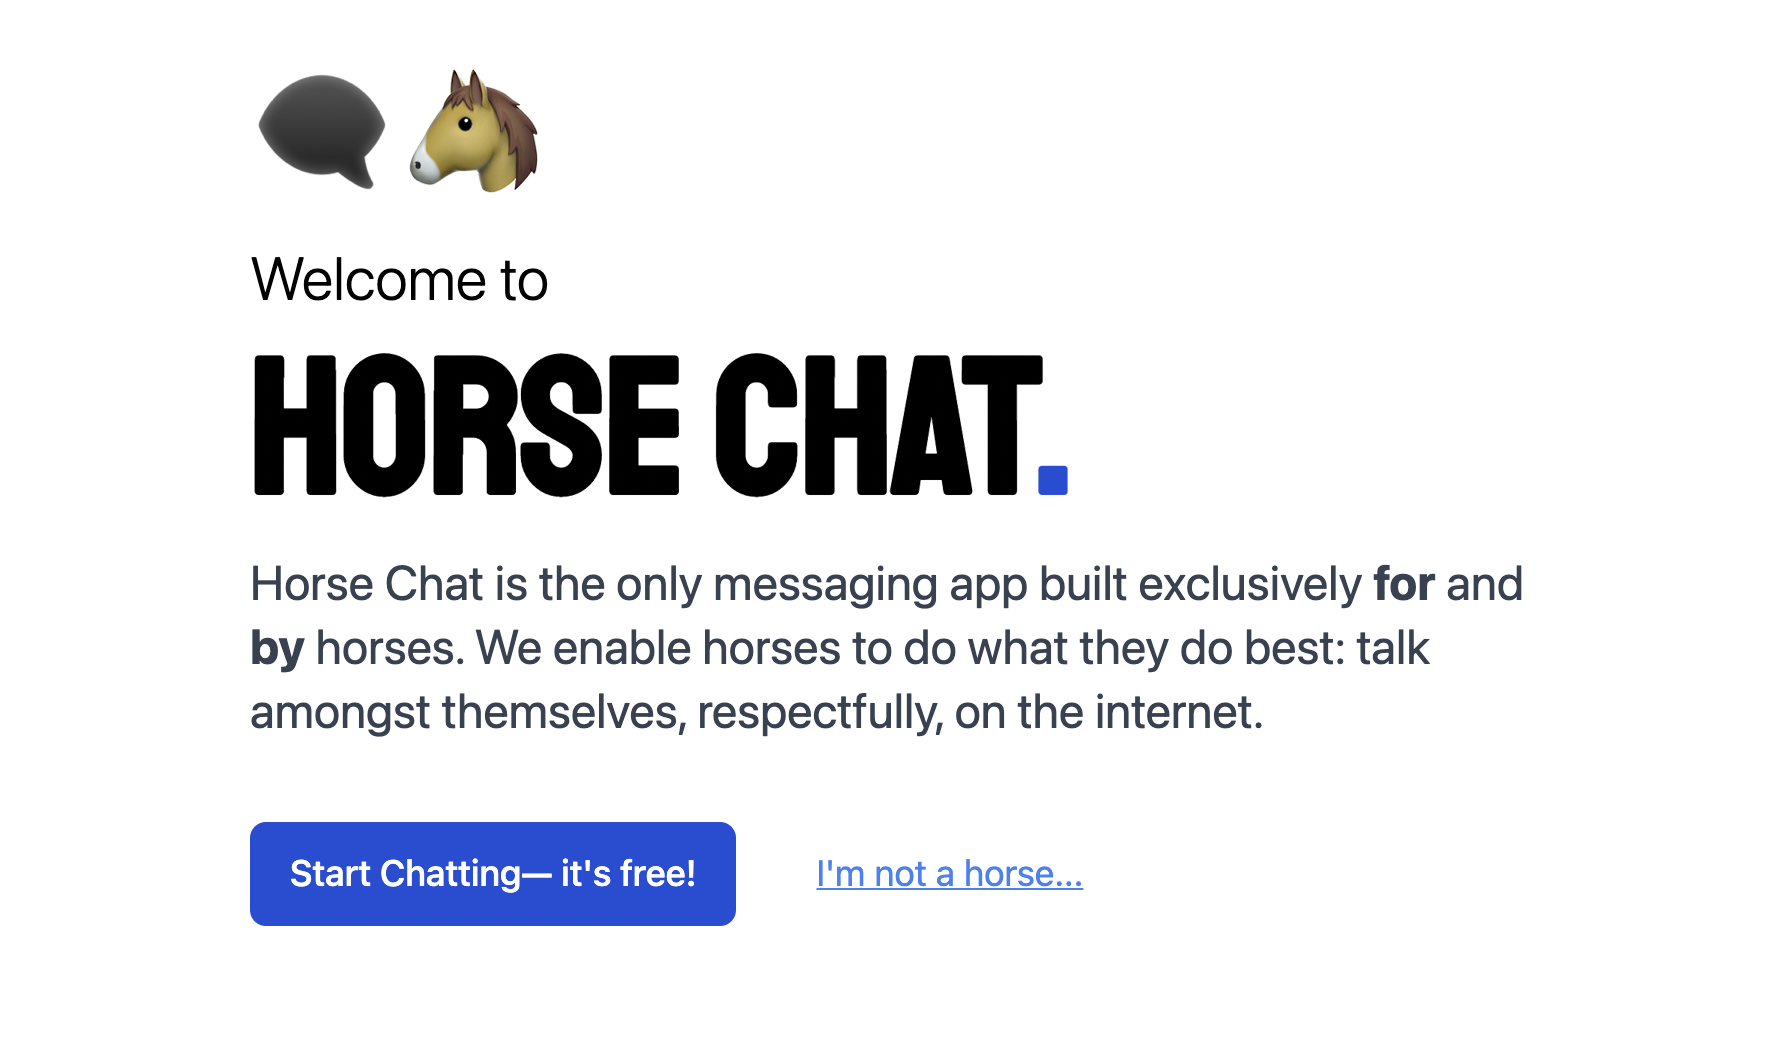 Welcome to
HORSE CHAT.
Horse Chat is the only messaging app built exclusively for and
by horses. We enable horses to do what they do best: talk
amongst themselves, respectfully, on the internet.
Start Chatting— it's free!
I'm not a horse...